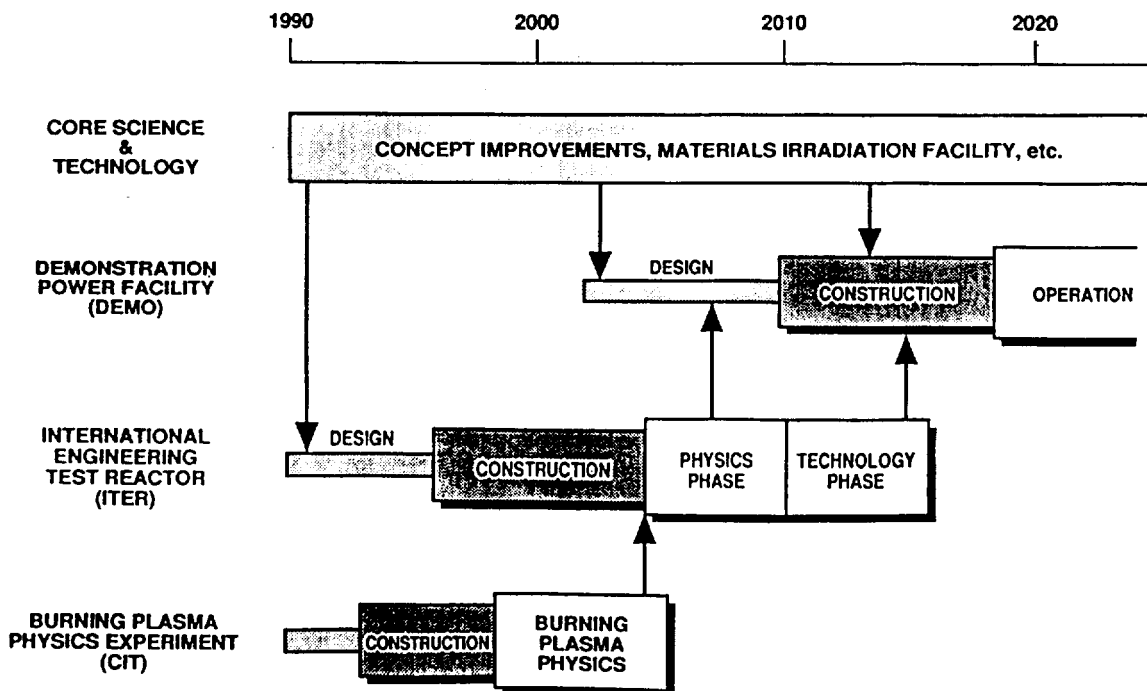 1990 2000 2010 2020
CORE SCIENCE
&
TECHNOLOGY
CONCEPT IMPROVEMENTS, MATERIALS IRRADIATION FACILITY, etc.
DEMONSTRATION
POWER FACILITY
(DEMO)
DESIGN
CONSTRUCTION
OPERATION
INTERNATIONAL
ENGINEERING
TEST REACTOR
(ITER)
DESIGN
CONSTRUCTION
PHYSICS
PHASE
TECHNOLOGY
PHASE
BURNING PLASMA
PHYSICS EXPERIMENT
(CIT)
CONSTRUCTION
BURNING
PLASMA
PHYSICS